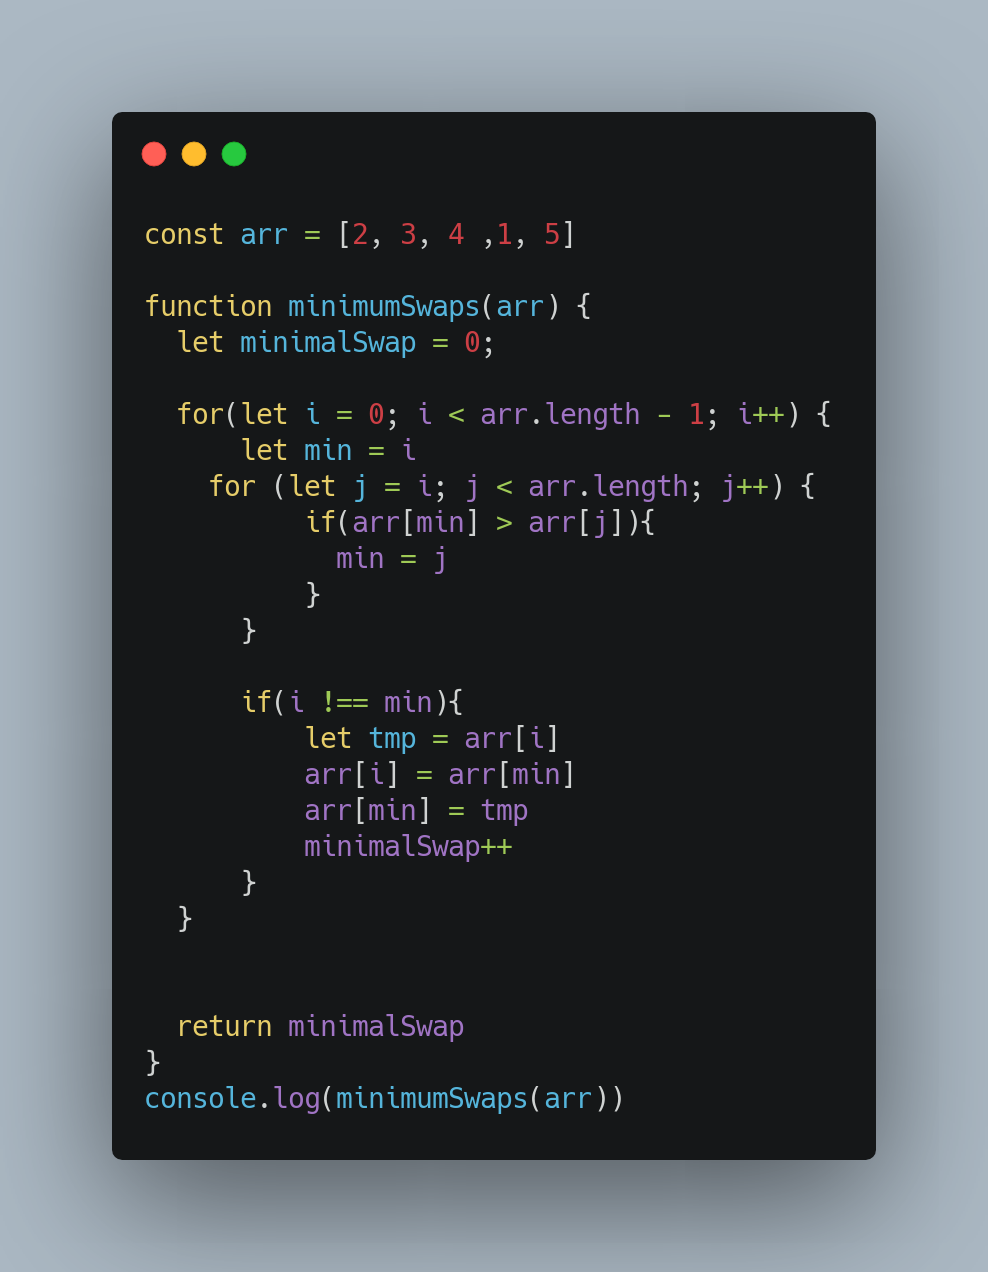 const arr = [2, 3, 4 ,1, 5]

function minimumSwaps(arr) {
  let minimalSwap = 0;

  for(let i = 0; i < arr.length - 1; i++) {
      let min = i
    for (let j = i; j < arr.length; j++) {
          if(arr[min] > arr[j]){
            min = j
          }
      }

      if(i !== min){
          let tmp = arr[i]
          arr[i] = arr[min]
          arr[min] = tmp
          minimalSwap++
      }
  }


  return minimalSwap
}
console.log(minimumSwaps(arr))